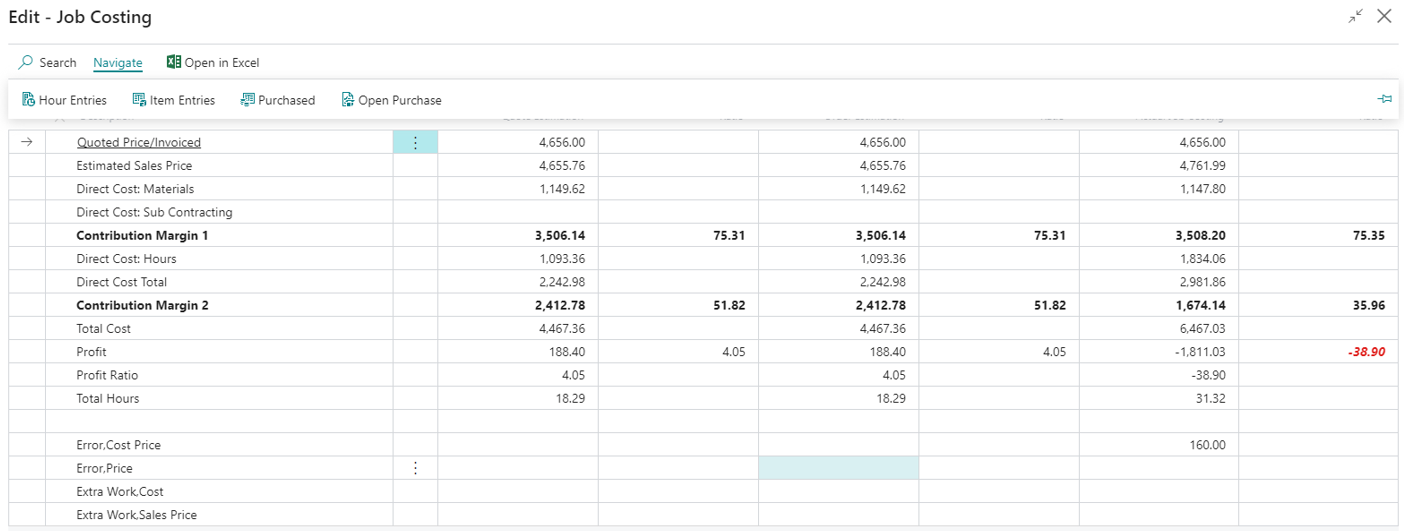 Edit - Job Costing
Search Navigate Open in Excel
Hour Entries Item Entries Purchased Open Purchase
Quoted Price/Invoiced 4,656.00 4,656.00 4,656.00
Estimated Sales Price 4,655.76 4,655.76 4,761.99
Direct Cost: Materials 1,149.62 1,149.62 1,147.80
Direct Cost: Sub Contracting
Contribution Margin 1 3,506.14 75.31 3,506.14 75.31 3,508.20 75.35
Direct Cost: Hours 1,093.36 1,093.36 1,834.06
Direct Cost Total 2,242.98 2,242.98 2,981.86
Contribution Margin 2 2,412.78 51.82 2,412.78 51.82 1,674.14 35.96
Total Cost 4,467.36 4,467.36 6,467.03
Profit 188.40 4.05 188.40 4.05 -1,811.03 -38.90
Profit Ratio 4.05 4.05 -38.90
Total Hours 18.29 18.29 31.32
Error,Cost Price 160.00
Error,Price
Extra Work,Cost
Extra Work,Sales Price